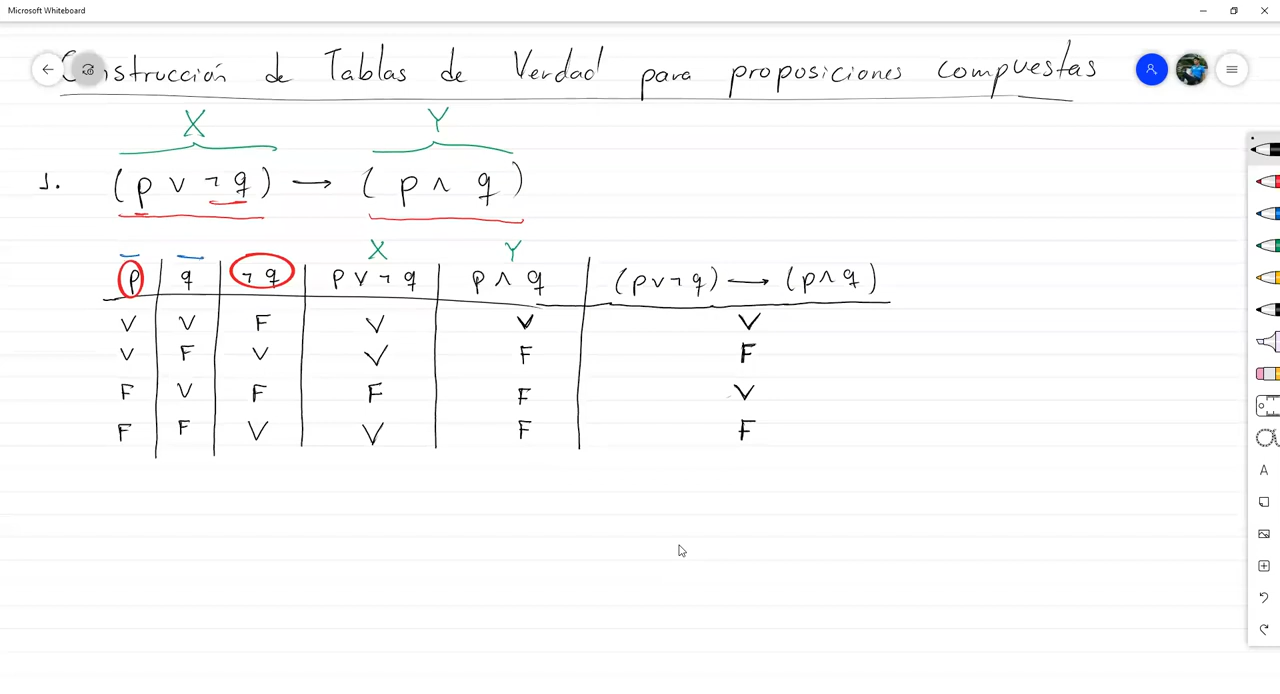 Microsoft Whiteboard
Construcción de Tablas de Verdad para proposiciones compuestas
X Y
1. (p ∨ ¬ q) → (p ∧ q)
X Y
p q ¬ q p ∨ ¬ q p ∧ q (p ∨ ¬ q) → (p ∧ q)
V V F V V V
V F V V F F
F V F F F V
F F V V F F
A